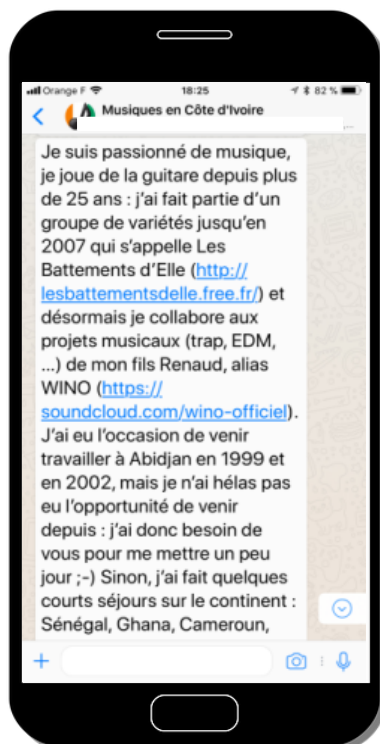 Orange F 18:25 82 %
Musiques en Côte d'Ivoire
Je suis passionné de musique,
je joue de la guitare depuis plus
de 25 ans : j'ai fait partie d'un
groupe de variétés jusqu'en
2007 qui s'appelle Les
Battements d'Elle (http://
lesbattementsdelle.free.fr/) et
désormais je collabore aux
projets musicaux (trap, EDM,
...) de mon fils Renaud, alias
WINO (https://
soundcloud.com/wino-officiel).
J'ai eu l'occasion de venir
travailler à Abidjan en 1999 et
en 2002, mais je n'ai hélas pas
eu l'opportunité de venir
depuis : j'ai donc besoin de
vous pour me mettre un peu
jour ;-) Sinon, j'ai fait quelques
courts séjours sur le continent :
Sénégal, Ghana, Cameroun,